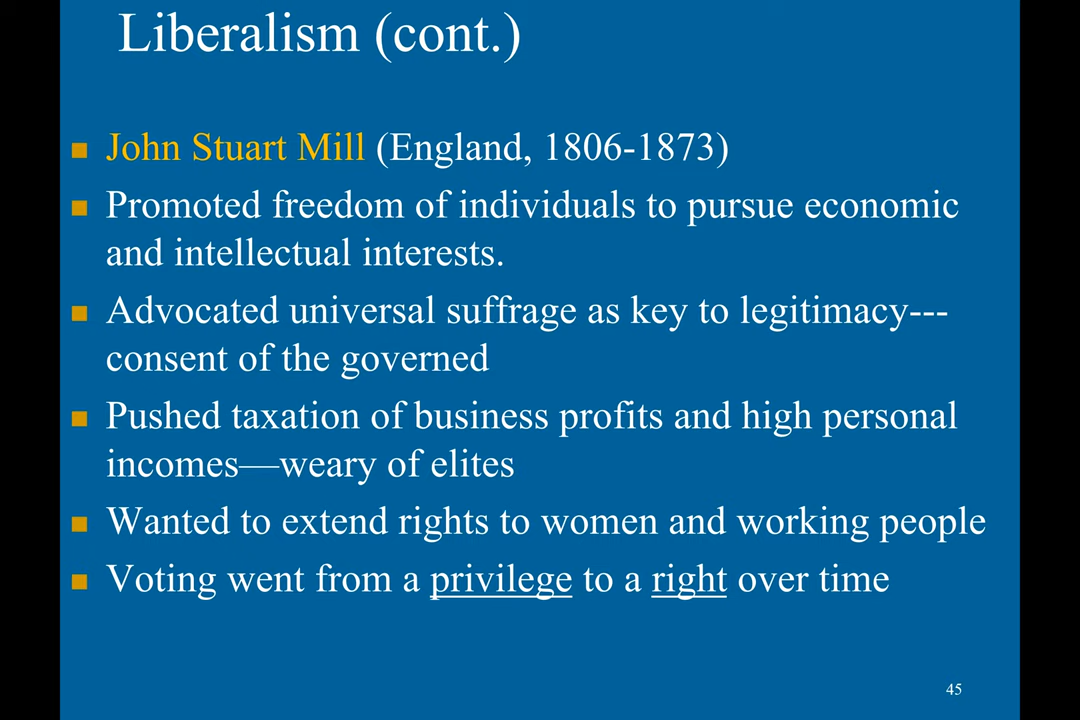 Liberalism (cont.)
John Stuart Mill (England, 1806-1873)
Promoted freedom of individuals to pursue economic
and intellectual interests.
Advocated universal suffrage as key to legitimacy---
consent of the governed
Pushed taxation of business profits and high personal
incomes—weary of elites
Wanted to extend rights to women and working people
Voting went from a privilege to a right over time
45